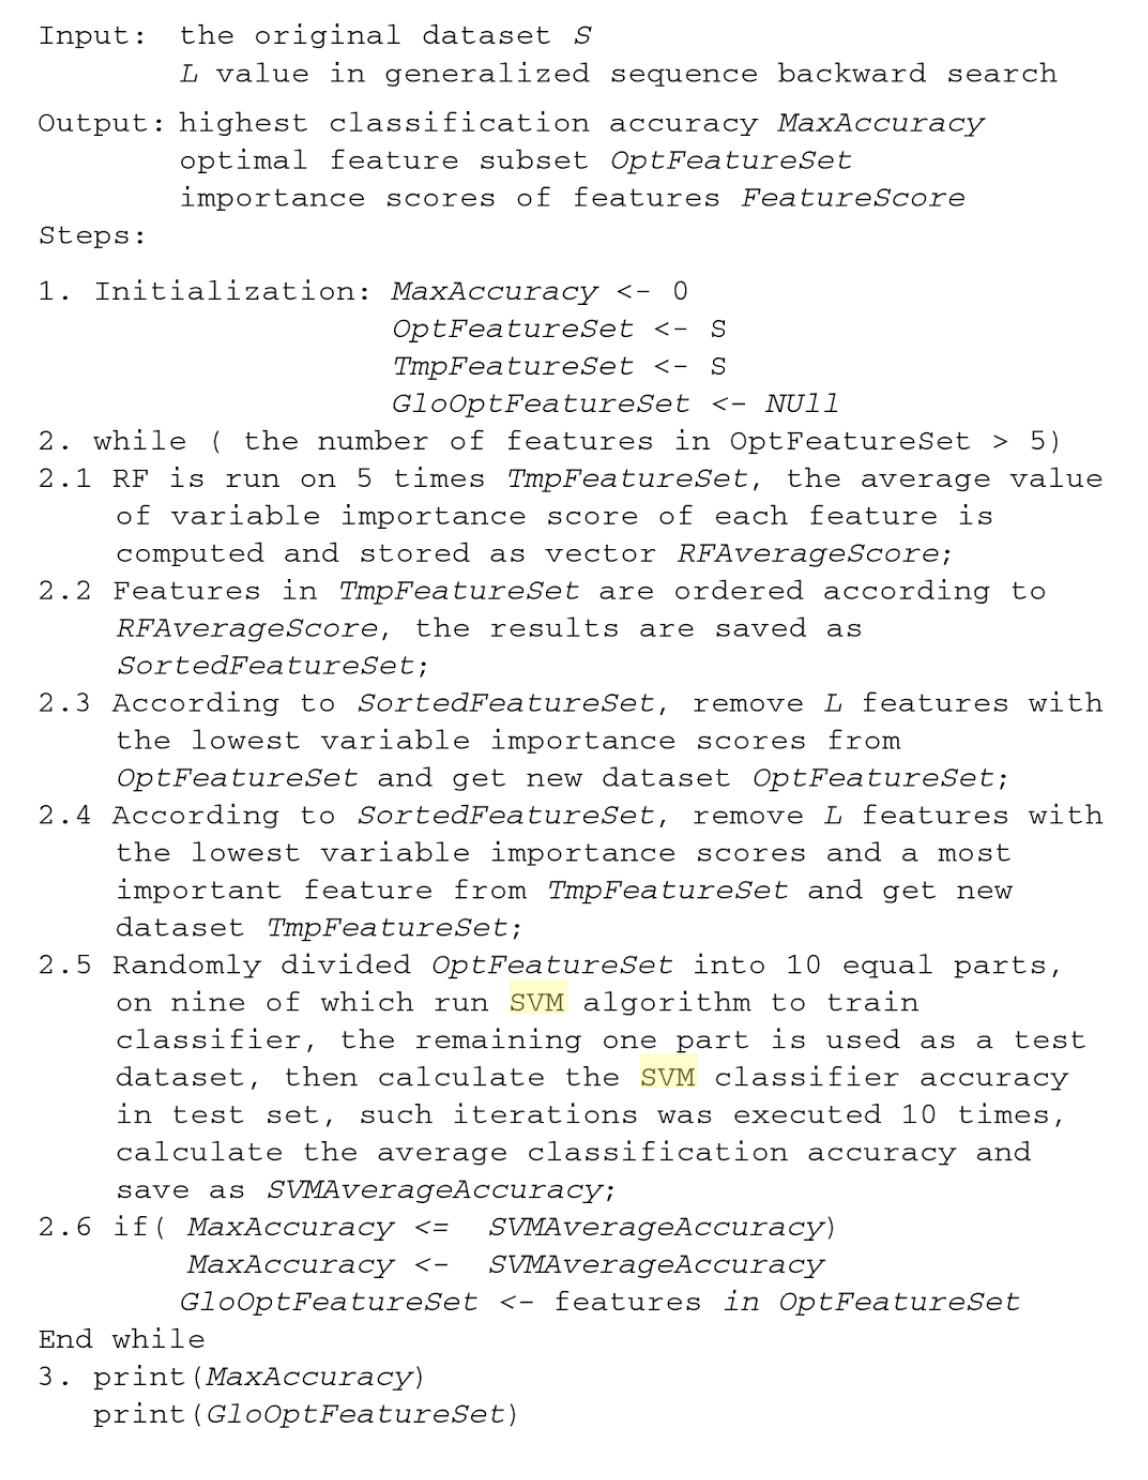 Input: the original dataset S
L value in generalized sequence backward search
Output: highest classification accuracy MaxAccuracy
optimal feature subset OptFeatureSet
importance scores of features FeatureScore
Steps:
1. Initialization: MaxAccuracy <- 0
OptFeatureSet <- S
TmpFeatureSet <- S
GloOptFeatureSet <- NUll
2. while ( the number of features in OptFeatureSet > 5)
2.1 RF is run on 5 times TmpFeatureSet, the average value
of variable importance score of each feature is
computed and stored as vector RFAverageScore;
2.2 Features in TmpFeatureSet are ordered according to
RFAverageScore, the results are saved as
SortedFeatureSet;
2.3 According to SortedFeatureSet, remove L features with
the lowest variable importance scores from
OptFeatureSet and get new dataset OptFeatureSet;
2.4 According to SortedFeatureSet, remove L features with
the lowest variable importance scores and a most
important feature from TmpFeatureSet and get new
dataset TmpFeatureSet;
2.5 Randomly divided OptFeatureSet into 10 equal parts,
on nine of which run SVM algorithm to train
classifier, the remaining one part is used as a test
dataset, then calculate the SVM classifier accuracy
in test set, such iterations was executed 10 times,
calculate the average classification accuracy and
save as SVMAverageAccuracy;
2.6 if( MaxAccuracy <= SVMAverageAccuracy)
MaxAccuracy <- SVMAverageAccuracy
GloOptFeatureSet <- features in OptFeatureSet
End while
3. print(MaxAccuracy)
print(GloOptFeatureSet)